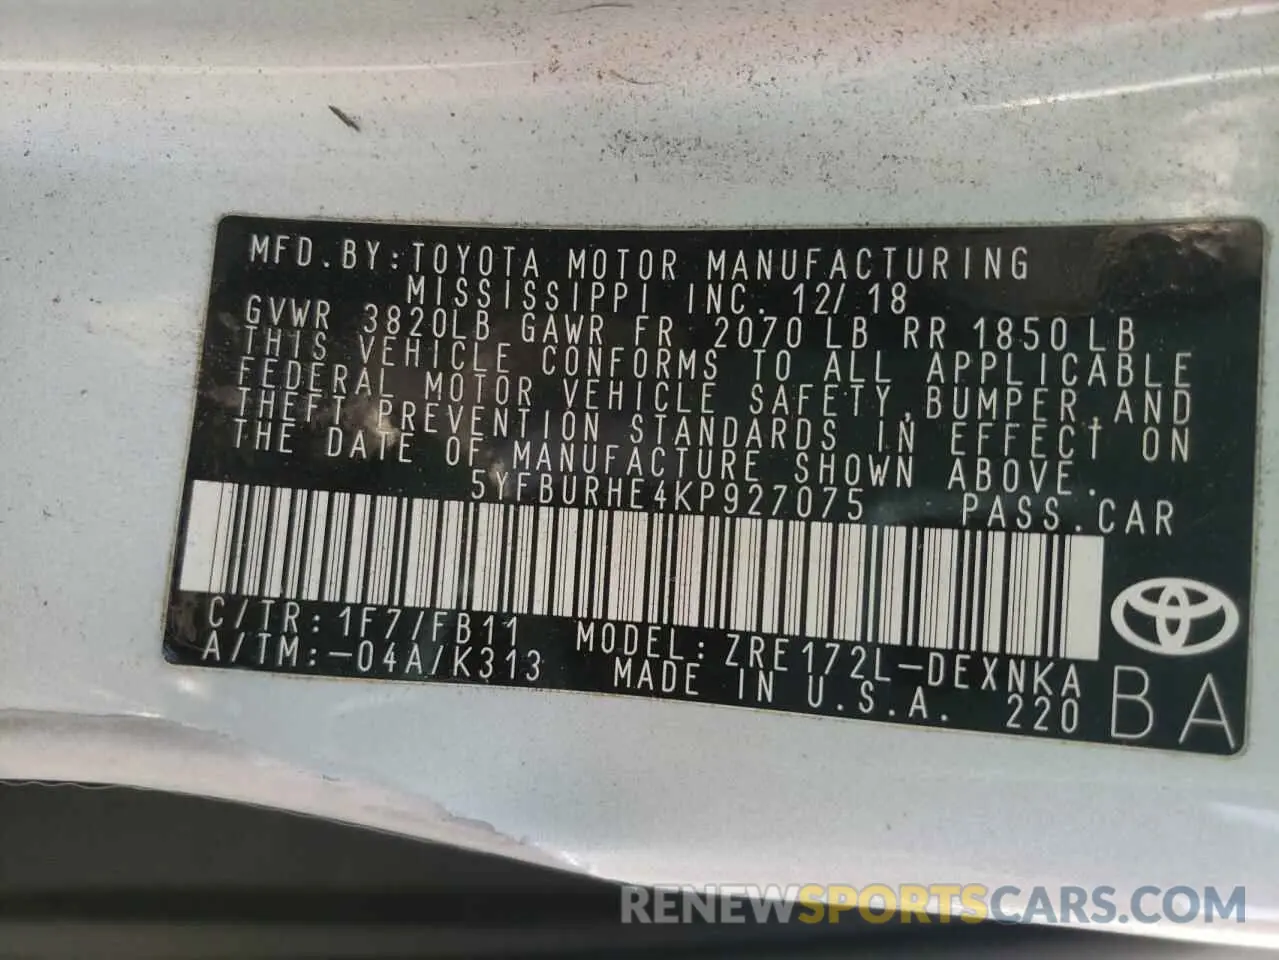 MFD.BY:TOYOTA MOTOR MANUFACTURING
MISSISSIPPI INC. 12/18
GVWR 3820LB GAWR FR 2070 LB RR 1850 LB
THIS VEHICLE CONFORMS TO ALL APPLICABLE
FEDERAL MOTOR VEHICLE SAFETY,BUMPER,AND
THEFT PREVENTION STANDARDS IN EFFECT ON
THE DATE OF MANUFACTURE SHOWN ABOVE.
5YFBURHE4KP927075 PASS.CAR
C/TR: 1F7/FB11 MODEL: ZRE172L-DEXNKA
A/TM:-04A/K313 MADE IN U.S.A. 220 BA
RENEWSPORTSCARS.COM